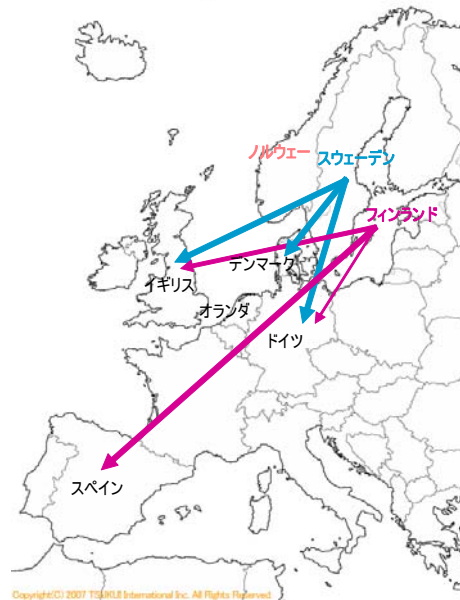 ノルウェー
スウェーデン
フィンランド
デンマーク
イギリス
オランダ
ドイツ
スペイン
Copyright(C) 2007 TSUKUI International Inc. All Rights Reserved